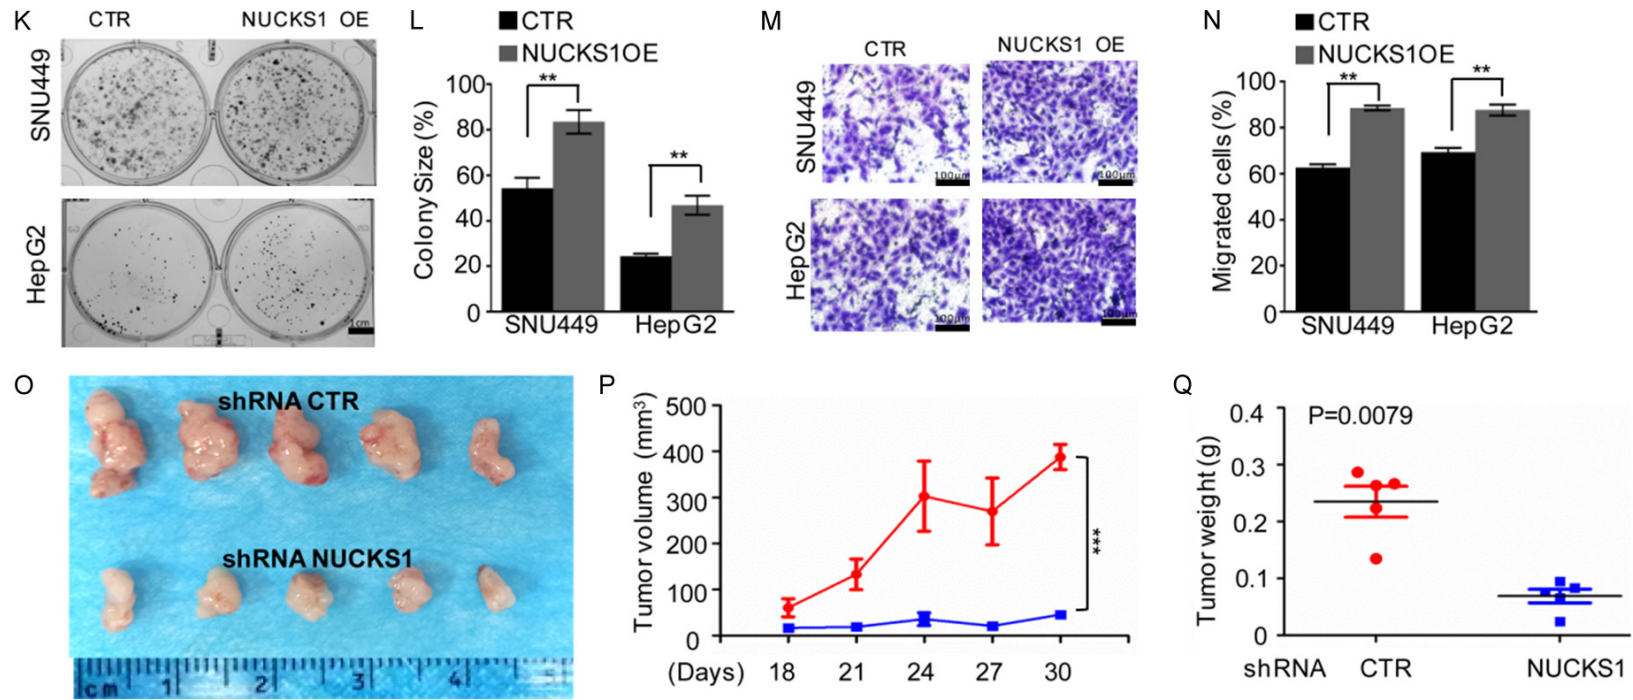 K
CTR
NUCKS1 OE
SNU449
HepG2
1cm
L
CTR
NUCKS1OE
Colony Size (%)
100
80
60
40
20
0
**
**
SNU449
HepG2
M
CTR
NUCKS1 OE
SNU449
HepG2
100μm
100μm
100μm
100μm
N
CTR
NUCKS1OE
Migrated cells (%)
100
80
60
40
20
0
**
**
SNU449
HepG2
O
shRNA CTR
shRNA NUCKS1
cm 1 2 3 4 5
P
Tumor volume (mm³)
500
400
300
200
100
0
***
(Days) 18 21 24 27 30
Q
P=0.0079
Tumor weight (g)
0.4
0.3
0.2
0.1
0
shRNA CTR NUCKS1